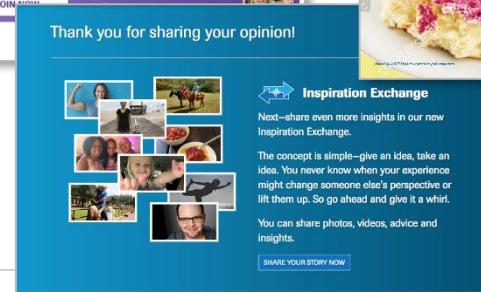 JOIN NOW
Thank you for sharing your opinion!
Inspiration Exchange
Next—share even more insights in our new
Inspiration Exchange.
The concept is simple—give an idea, take an
idea. You never know when your experience
might change someone else's perspective or
lift them up. So go ahead and give it a whirl.
You can share photos, videos, advice and
insights.
SHARE YOUR STORY NOW